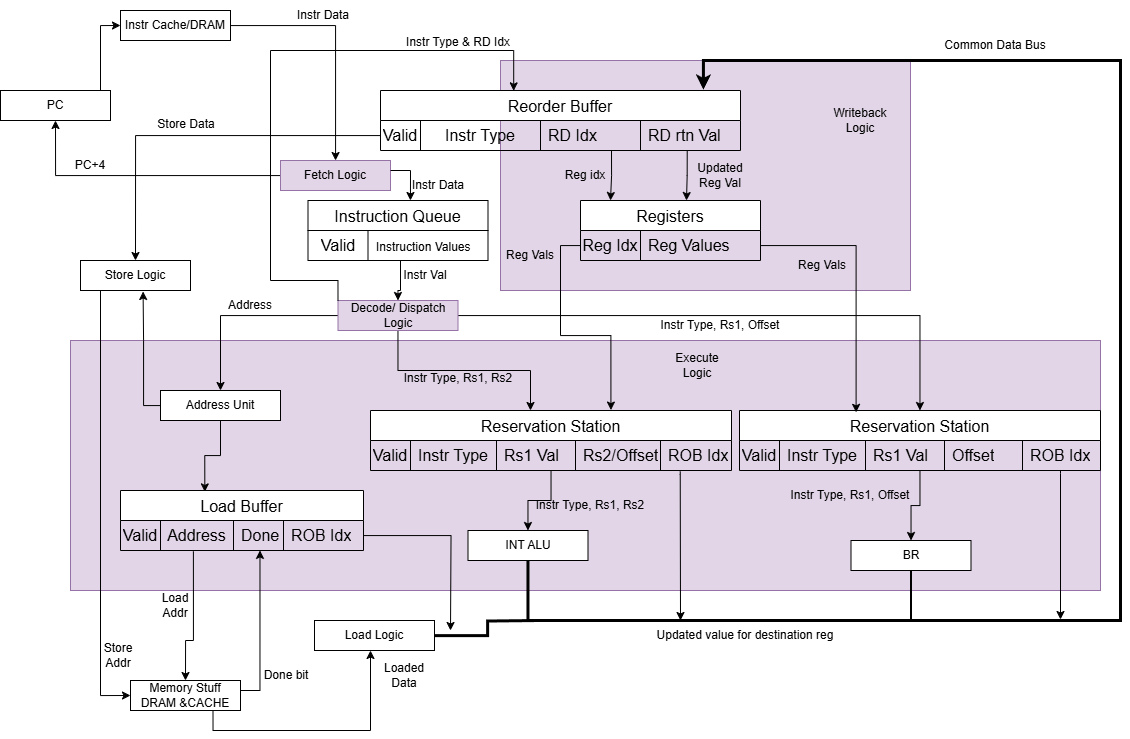 Instr Cache/DRAM
Instr Data
Instr Type & RD Idx
Common Data Bus
PC
Reorder Buffer
Valid
Instr Type
RD Idx
RD rtn Val
Writeback
Logic
Store Data
PC+4
Fetch Logic
Instr Data
Reg idx
Updated
Reg Val
Instruction Queue
Valid
Instruction Values
Registers
Reg Idx
Reg Values
Reg Vals
Reg Vals
Store Logic
Instr Val
Address
Decode/ Dispatch
Logic
Instr Type, Rs1, Offset
Execute
Logic
Instr Type, Rs1, Rs2
Address Unit
Reservation Station
Valid
Instr Type
Rs1 Val
Rs2/Offset
ROB Idx
Reservation Station
Valid
Instr Type
Rs1 Val
Offset
ROB Idx
Load Buffer
Valid
Address
Done
ROB Idx
Instr Type, Rs1, Rs2
Instr Type, Rs1, Offset
INT ALU
BR
Load
Addr
Load Logic
Updated value for destination reg
Store
Addr
Done bit
Loaded
Data
Memory Stuff
DRAM &CACHE